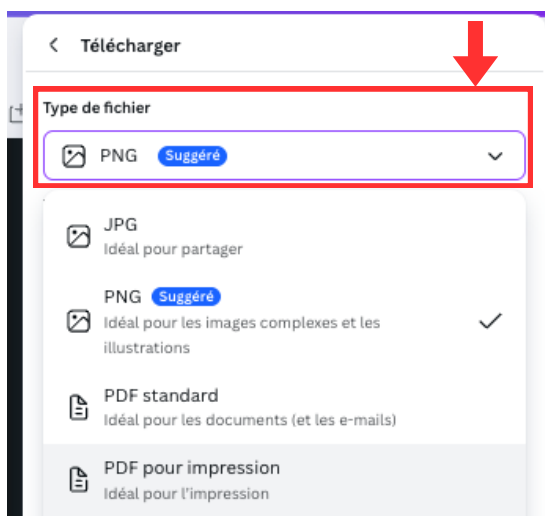 Télécharger
Type de fichier
PNG Suggéré
JPG
Idéal pour partager
PNG Suggéré
Idéal pour les images complexes et les
illustrations
PDF standard
Idéal pour les documents (et les e-mails)
PDF pour impression
Idéal pour l'impression